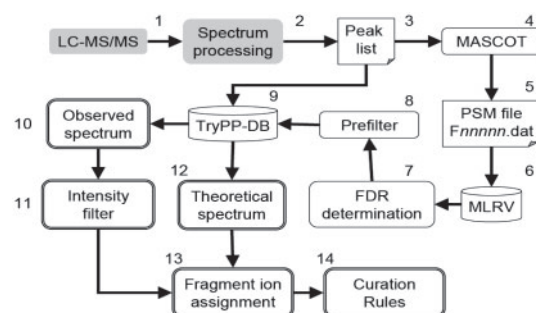 1
2
3
4
LC-MS/MS
Spectrum
processing
Peak
list
MASCOT
5
9
10
Observed
spectrum
TryPP-DB
8
Prefilter
PSM file
Fnnnnn.dat
12
7
6
11
Intensity
filter
Theoretical
spectrum
FDR
determination
MLRV
13
14
Fragment ion
assignment
Curation
Rules